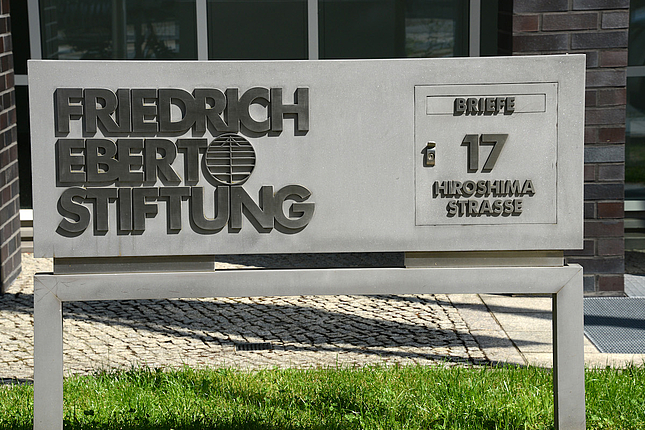 FRIEDRICH
EBERT
STIFTUNG
BRIEFE
17
HIROSHIMA
STRASSE